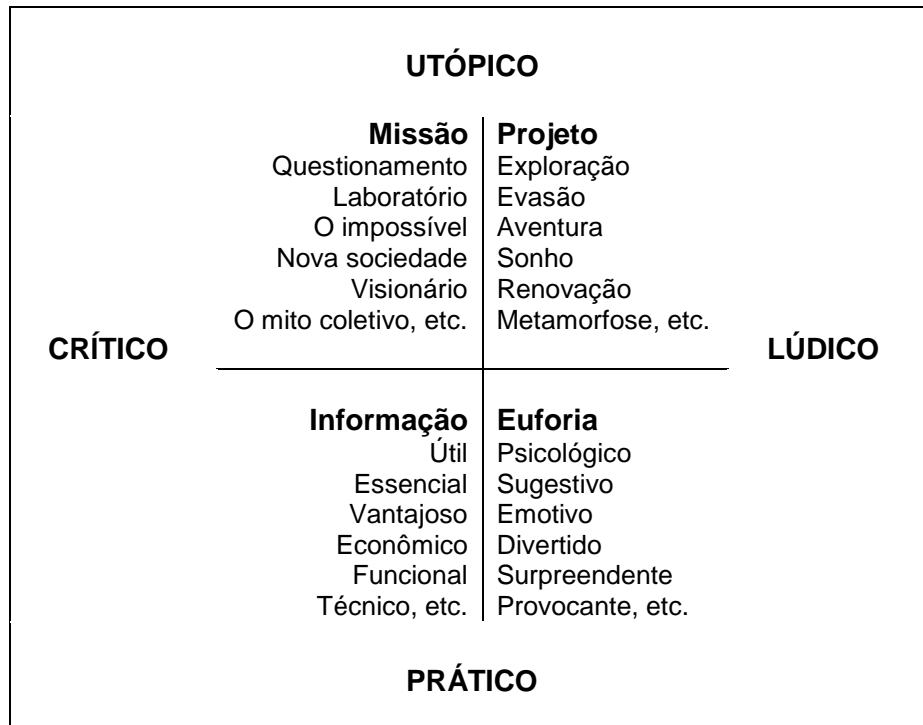 UTÓPICO
Missão Projeto
Questionamento Exploração
Laboratório Evasão
O impossível Aventura
Nova sociedade Sonho
Visionário Renovação
O mito coletivo, etc. Metamorfose, etc.
CRÍTICO LÚDICO
Informação Euforia
Útil Psicológico
Essencial Sugestivo
Vantajoso Emotivo
Econômico Divertido
Funcional Surpreendente
Técnico, etc. Provocante, etc.
PRÁTICO